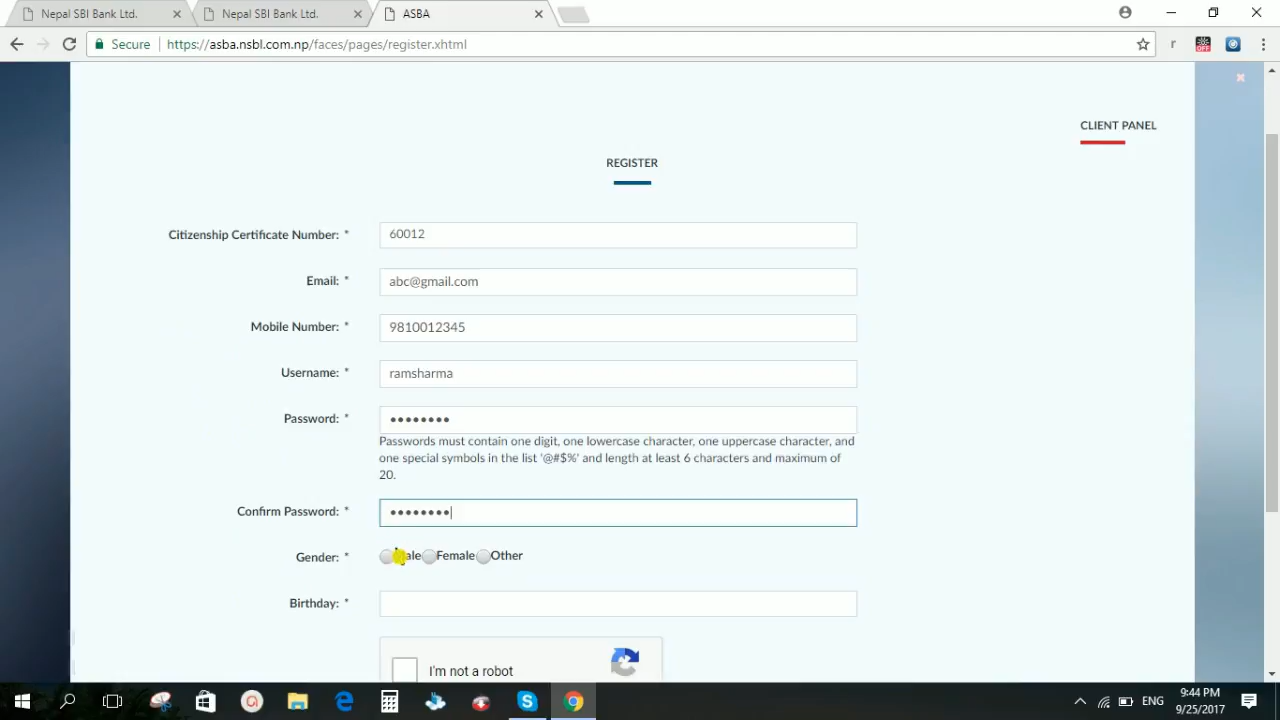 Nepal SBI Bank Ltd.
Nepal SBI Bank Ltd.
ASBA
Secure
https://asba.nsbl.com.np/faces/pages/register.xhtml
r
OFF
CLIENT PANEL
REGISTER
Citizenship Certificate Number: *
60012
Email: *
abc@gmail.com
Mobile Number: *
9810012345
Username: *
ramsharma
Password: *
••••••••
Passwords must contain one digit, one lowercase character, one uppercase character, and
one special symbols in the list '@#$%' and length at least 6 characters and maximum of
20.
Confirm Password: *
••••••••
Gender: *
Female Other
Birthday: *
I'm not a robot
ENG
9:44 PM
9/25/2017